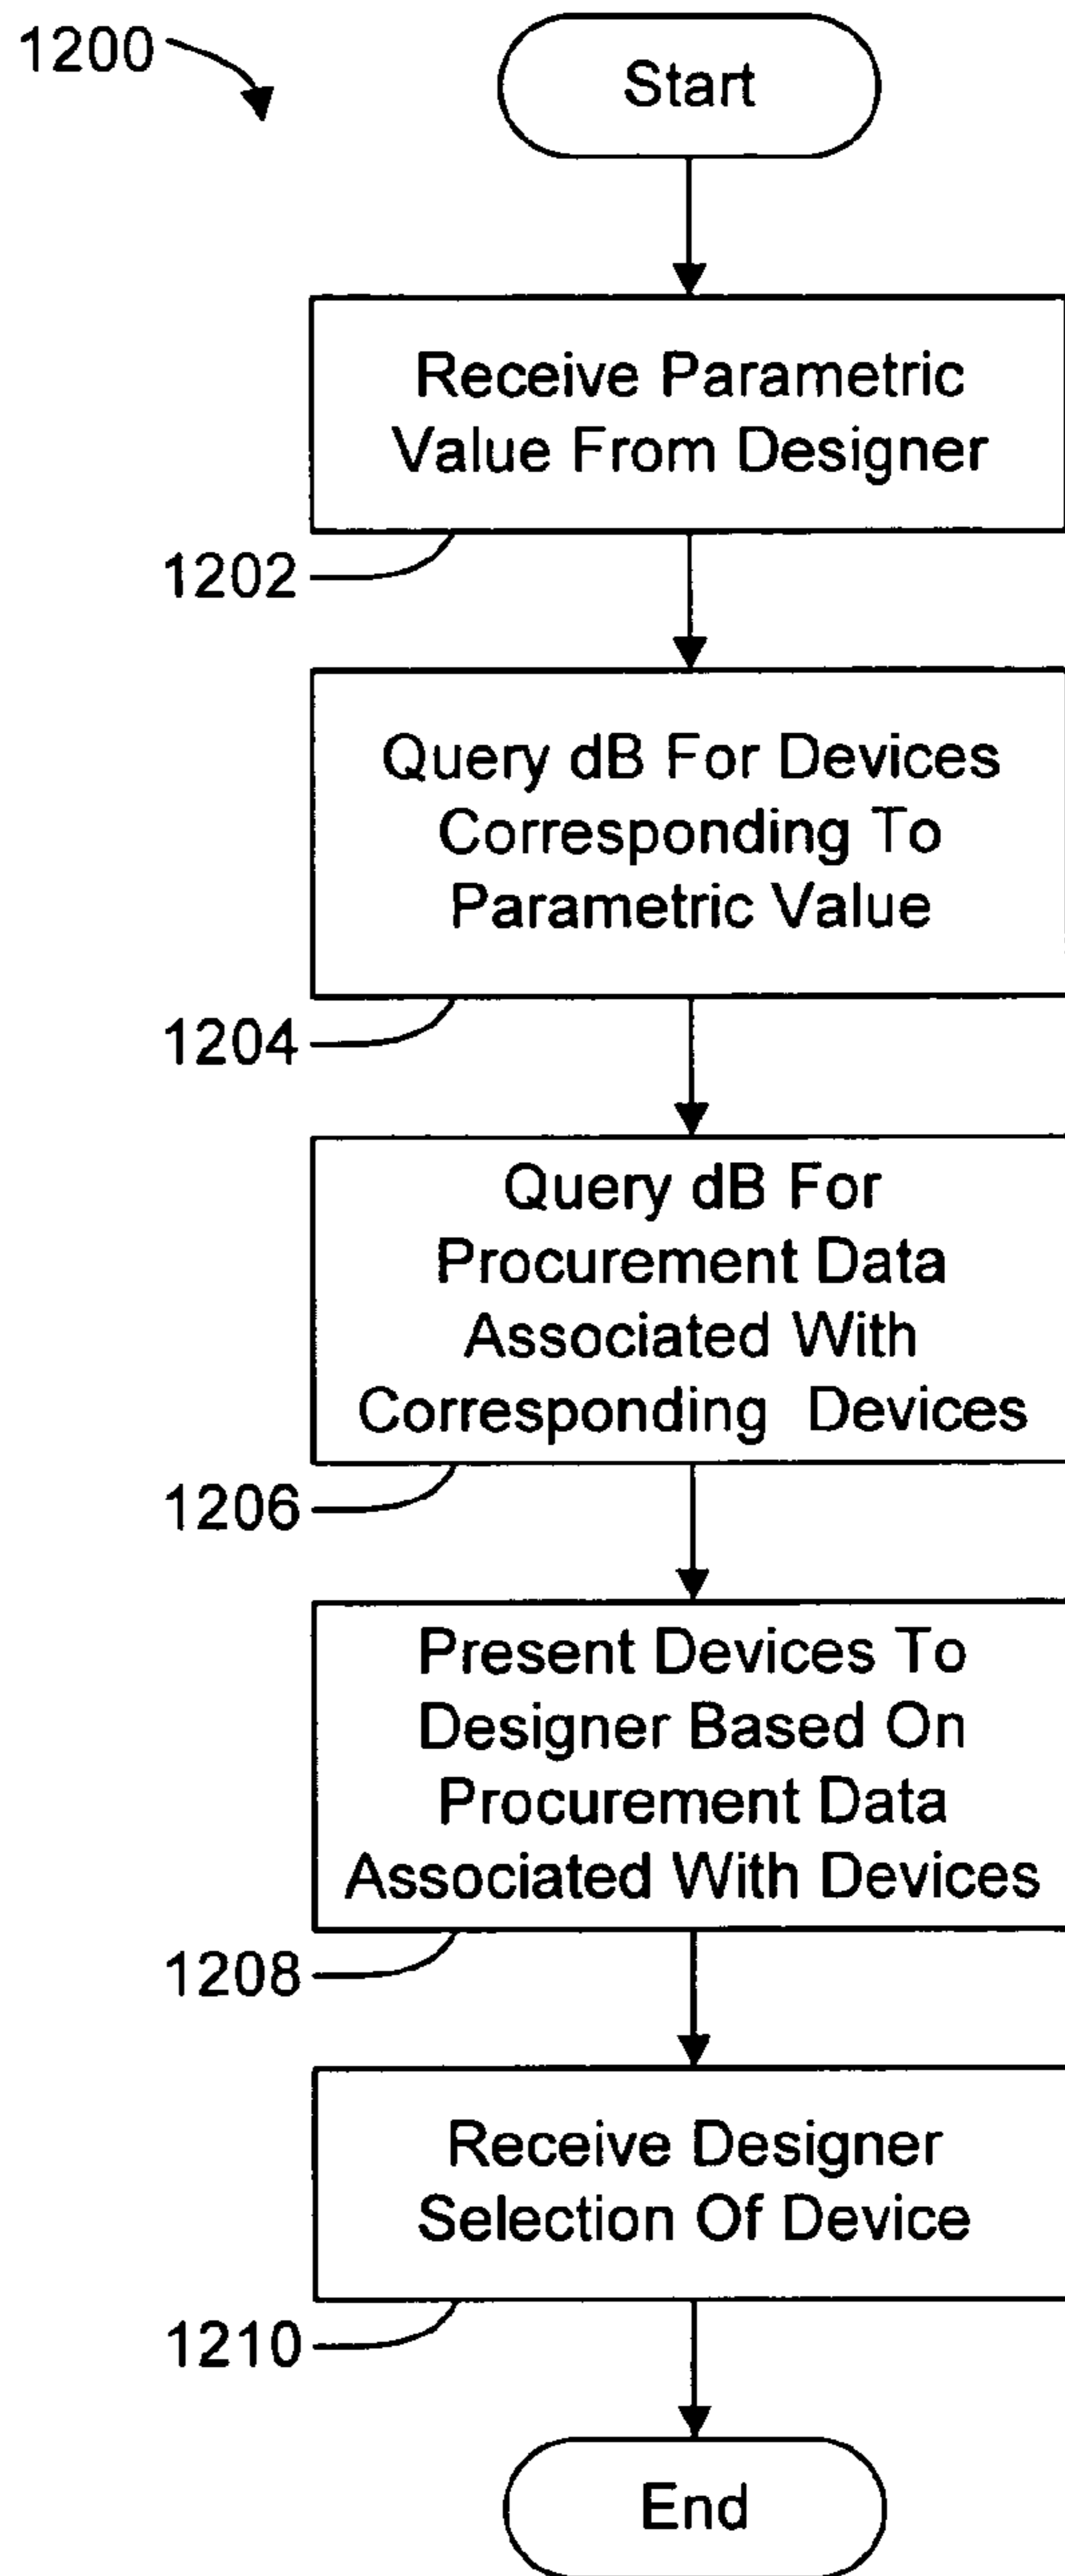 1200
Start
Receive Parametric
Value From Designer
1202
Query dB For Devices
Corresponding To
Parametric Value
1204
Query dB For
Procurement Data
Associated With
Corresponding Devices
1206
Present Devices To
Designer Based On
Procurement Data
Associated With Devices
1208
Receive Designer
Selection Of Device
1210
End